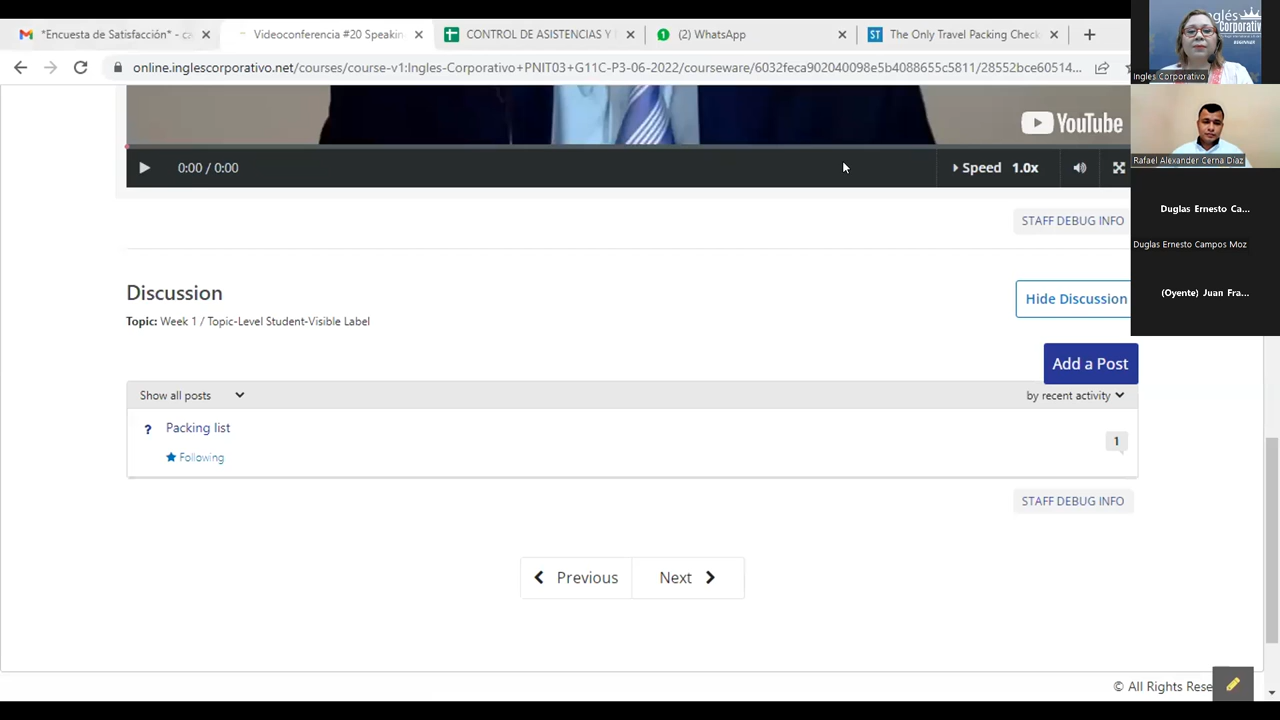 *Encuesta de Satisfacción* - ca
Videoconferencia #20 Speakin
CONTROL DE ASISTENCIAS Y
(2) WhatsApp
ST The Only Travel Packing Check
online.inglescorporativo.net/courses/course-v1:Ingles-Corporativo+PNIT03+G11C-P3-06-2022/courseware/6032feca902040098e5b4088655c5811/28552bce60514...
Ingles Corporativo
Rafael Alexander Cerna Diaz
Duglas Ernesto Ca...
Duglas Ernesto Campos Moz
(Oyente) Juan Fra...
YouTube
0:00 / 0:00
Speed 1.0x
STAFF DEBUG INFO
Discussion
Hide Discussion
Topic: Week 1 / Topic-Level Student-Visible Label
Add a Post
Show all posts
by recent activity
? Packing list
1
Following
STAFF DEBUG INFO
Previous
Next
© All Rights Rese